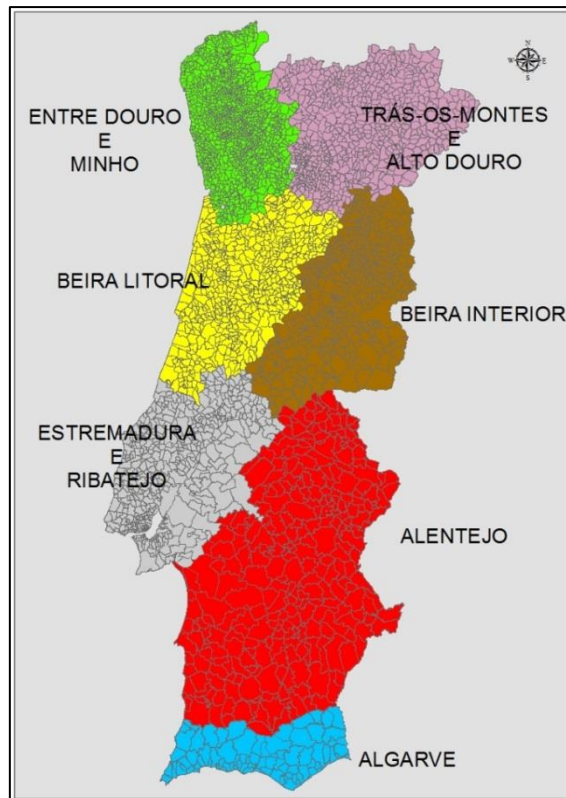 N
W E
S
ENTRE DOURO
E
MINHO
TRÁS-OS-MONTES
E
ALTO DOURO
BEIRA LITORAL
BEIRA INTERIOR
ESTREMADURA
E
RIBATEJO
ALENTEJO
ALGARVE